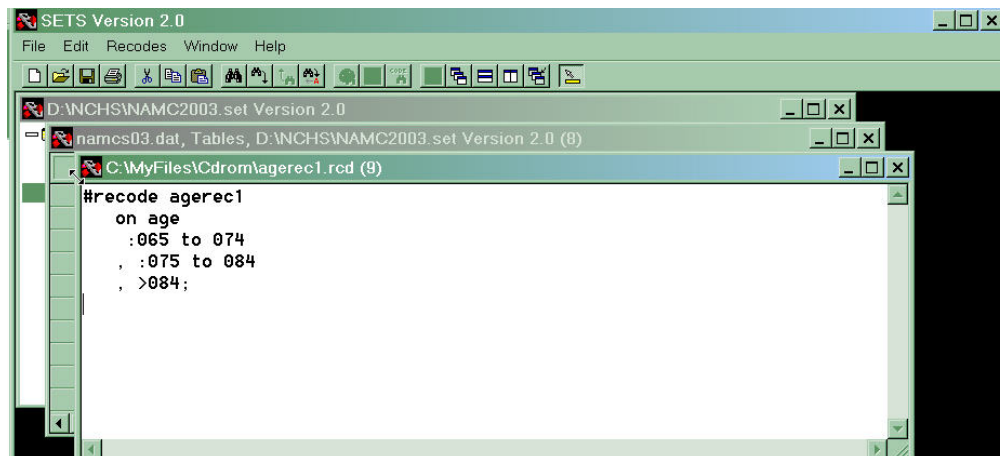 SETS Version 2.0
File Edit Recodes Window Help
D:\NCHS\NAMC2003.set Version 2.0
namcs03.dat, Tables, D:\NCHS\NAMC2003.set Version 2.0 (8)
C:\MyFiles\Cdrom\agerec1.rcd (9)
#recode agerec1
on age
:065 to 074
, :075 to 084
, >084;